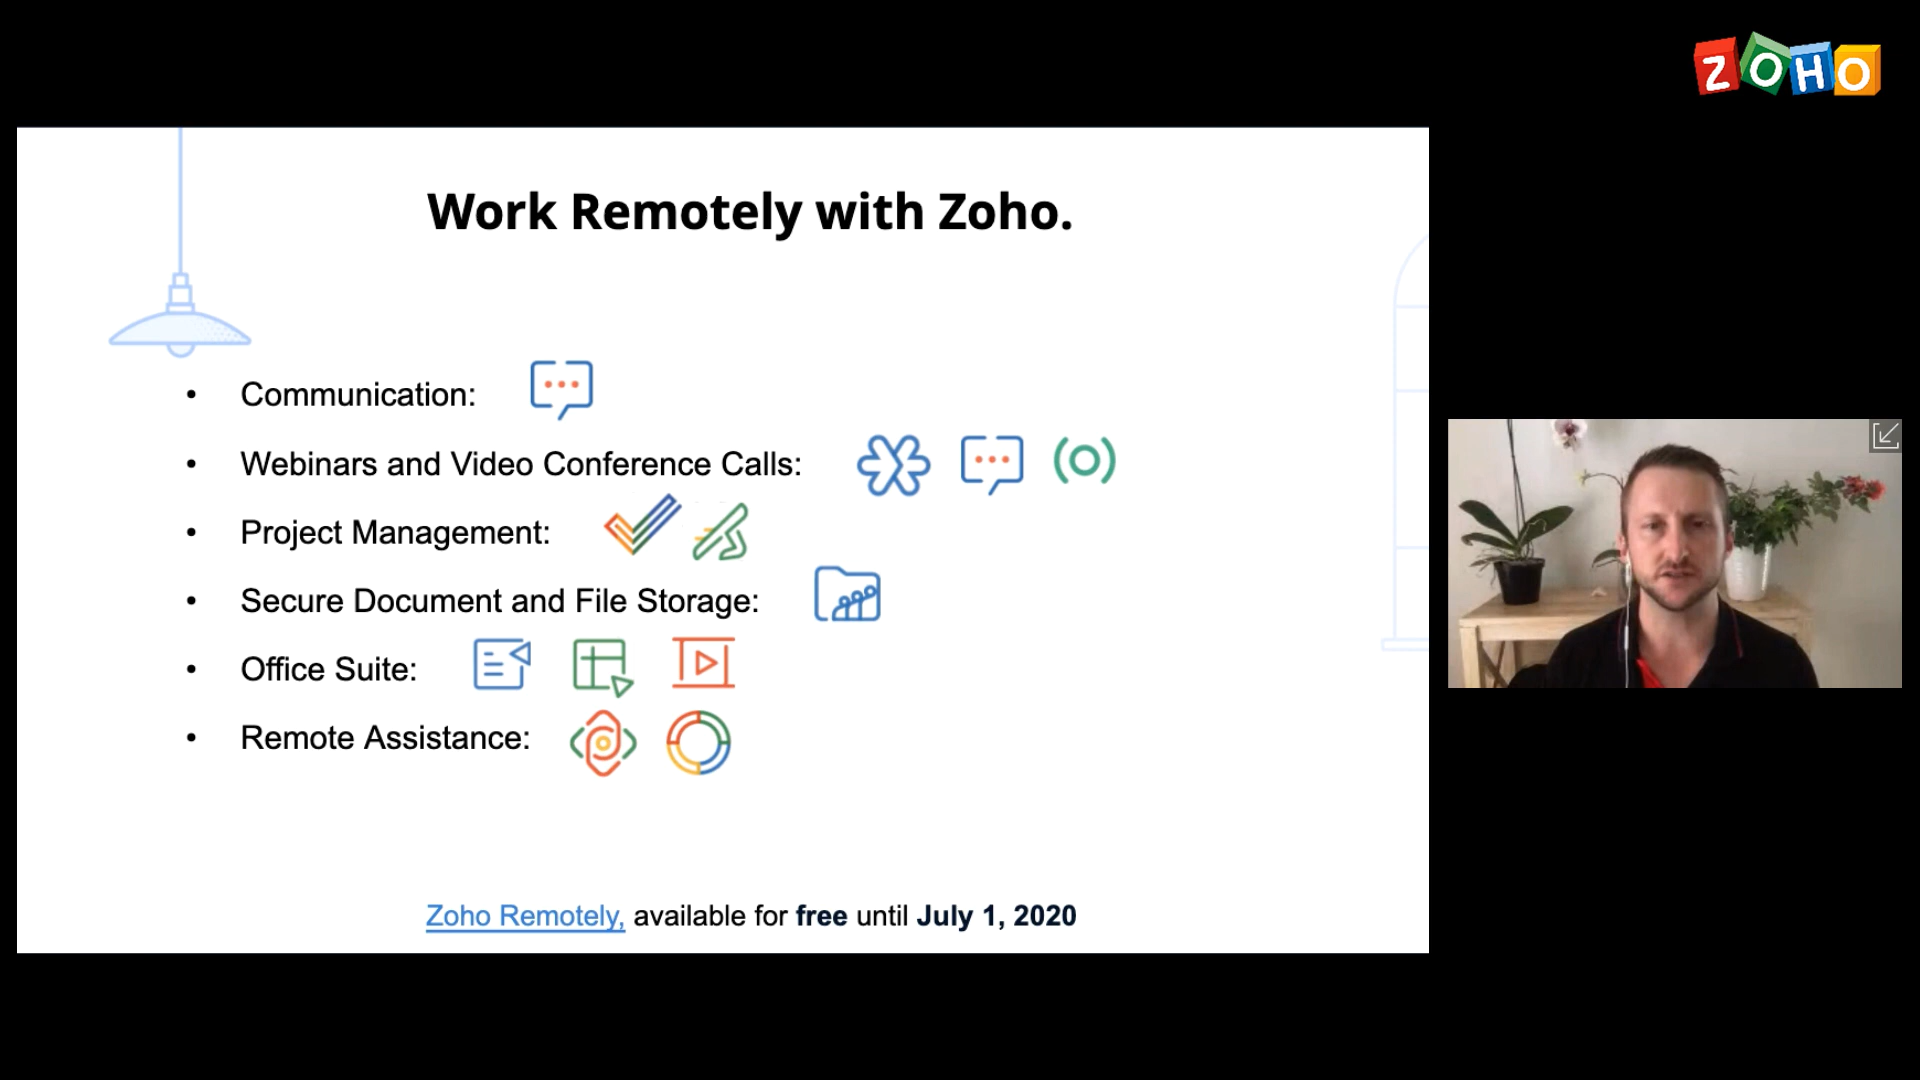 ZOHO
Work Remotely with Zoho.
• Communication:
• Webinars and Video Conference Calls:
• Project Management:
• Secure Document and File Storage:
• Office Suite:
• Remote Assistance:
Zoho Remotely, available for free until July 1, 2020